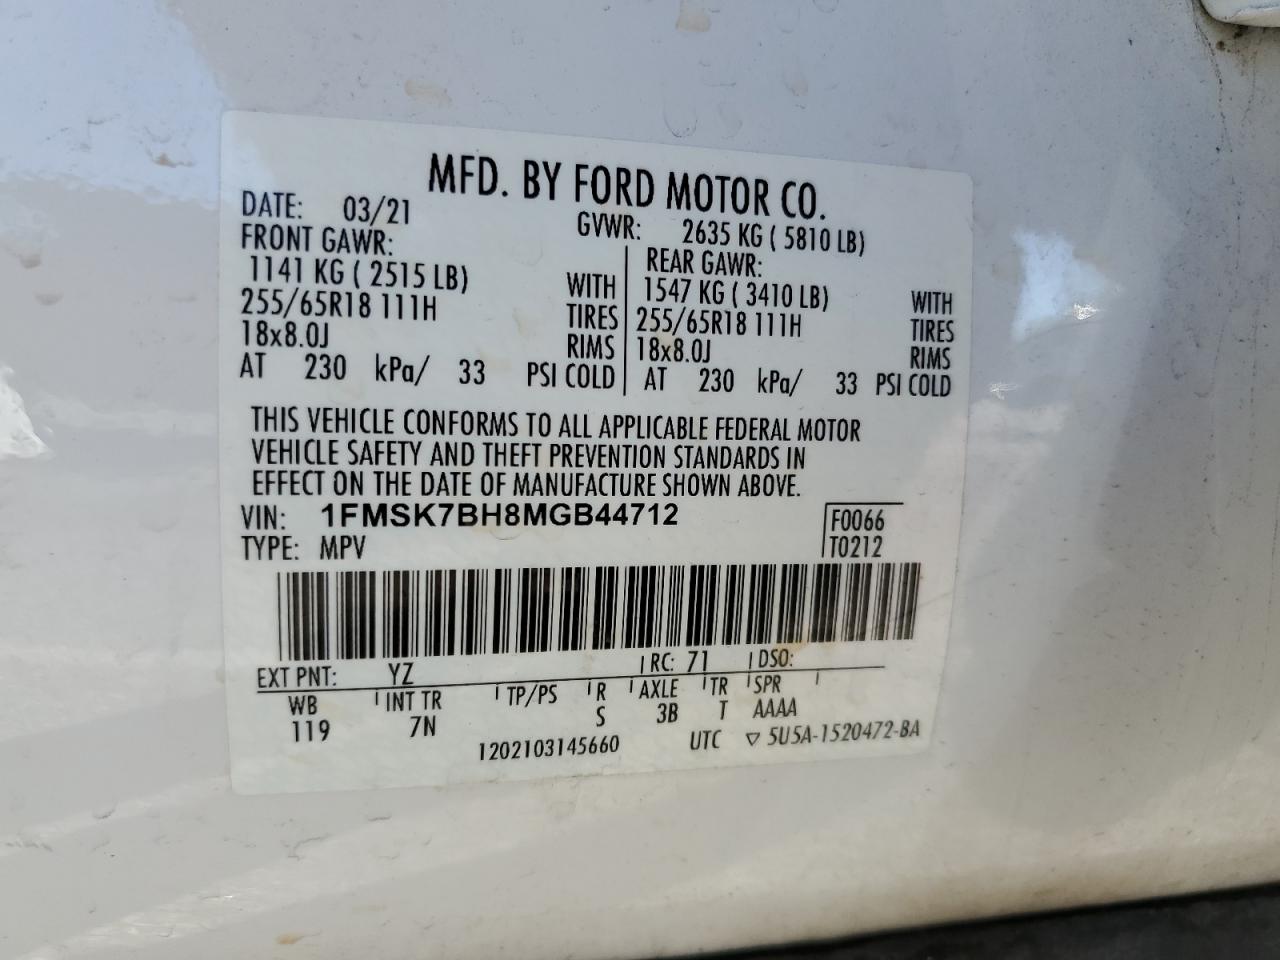 MFD. BY FORD MOTOR CO.
DATE: 03/21 GVWR: 2635 KG ( 5810 LB)
FRONT GAWR: REAR GAWR:
1141 KG ( 2515 LB) WITH 1547 KG ( 3410 LB) WITH
255/65R18 111H TIRES 255/65R18 111H TIRES
18x8.0J RIMS 18x8.0J RIMS
AT 230 kPa/ 33 PSI COLD AT 230 kPa/ 33 PSI COLD
THIS VEHICLE CONFORMS TO ALL APPLICABLE FEDERAL MOTOR
VEHICLE SAFETY AND THEFT PREVENTION STANDARDS IN
EFFECT ON THE DATE OF MANUFACTURE SHOWN ABOVE.
VIN: 1FMSK7BH8MGB44712 F0066
TYPE: MPV T0212
EXT PNT: YZ RC: 71 DSO:
WB INT TR TP/PS R AXLE TR SPR
119 7N S 3B T AAAA
1202103145660 UTC ▽ 5U5A-1520472-BA